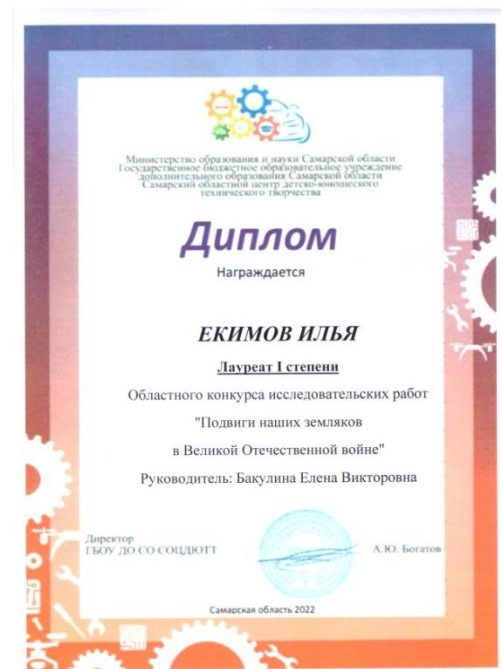 Министерство образования и науки Самарской области
Государственное бюджетное образовательное учреждение
дополнительного образования Самарской области
Самарский областной центр детско-юношеского
технического творчества
Диплом
Награждается
ЕКИМОВ ИЛЬЯ
Лауреат I степени
Областного конкурса исследовательских работ
"Подвиги наших земляков
в Великой Отечественной войне"
Руководитель: Бакулина Елена Викторовна
Директор
ГБОУ ДО СО СОЦДЮТТ
А.Ю. Богатов
Самарская область 2022